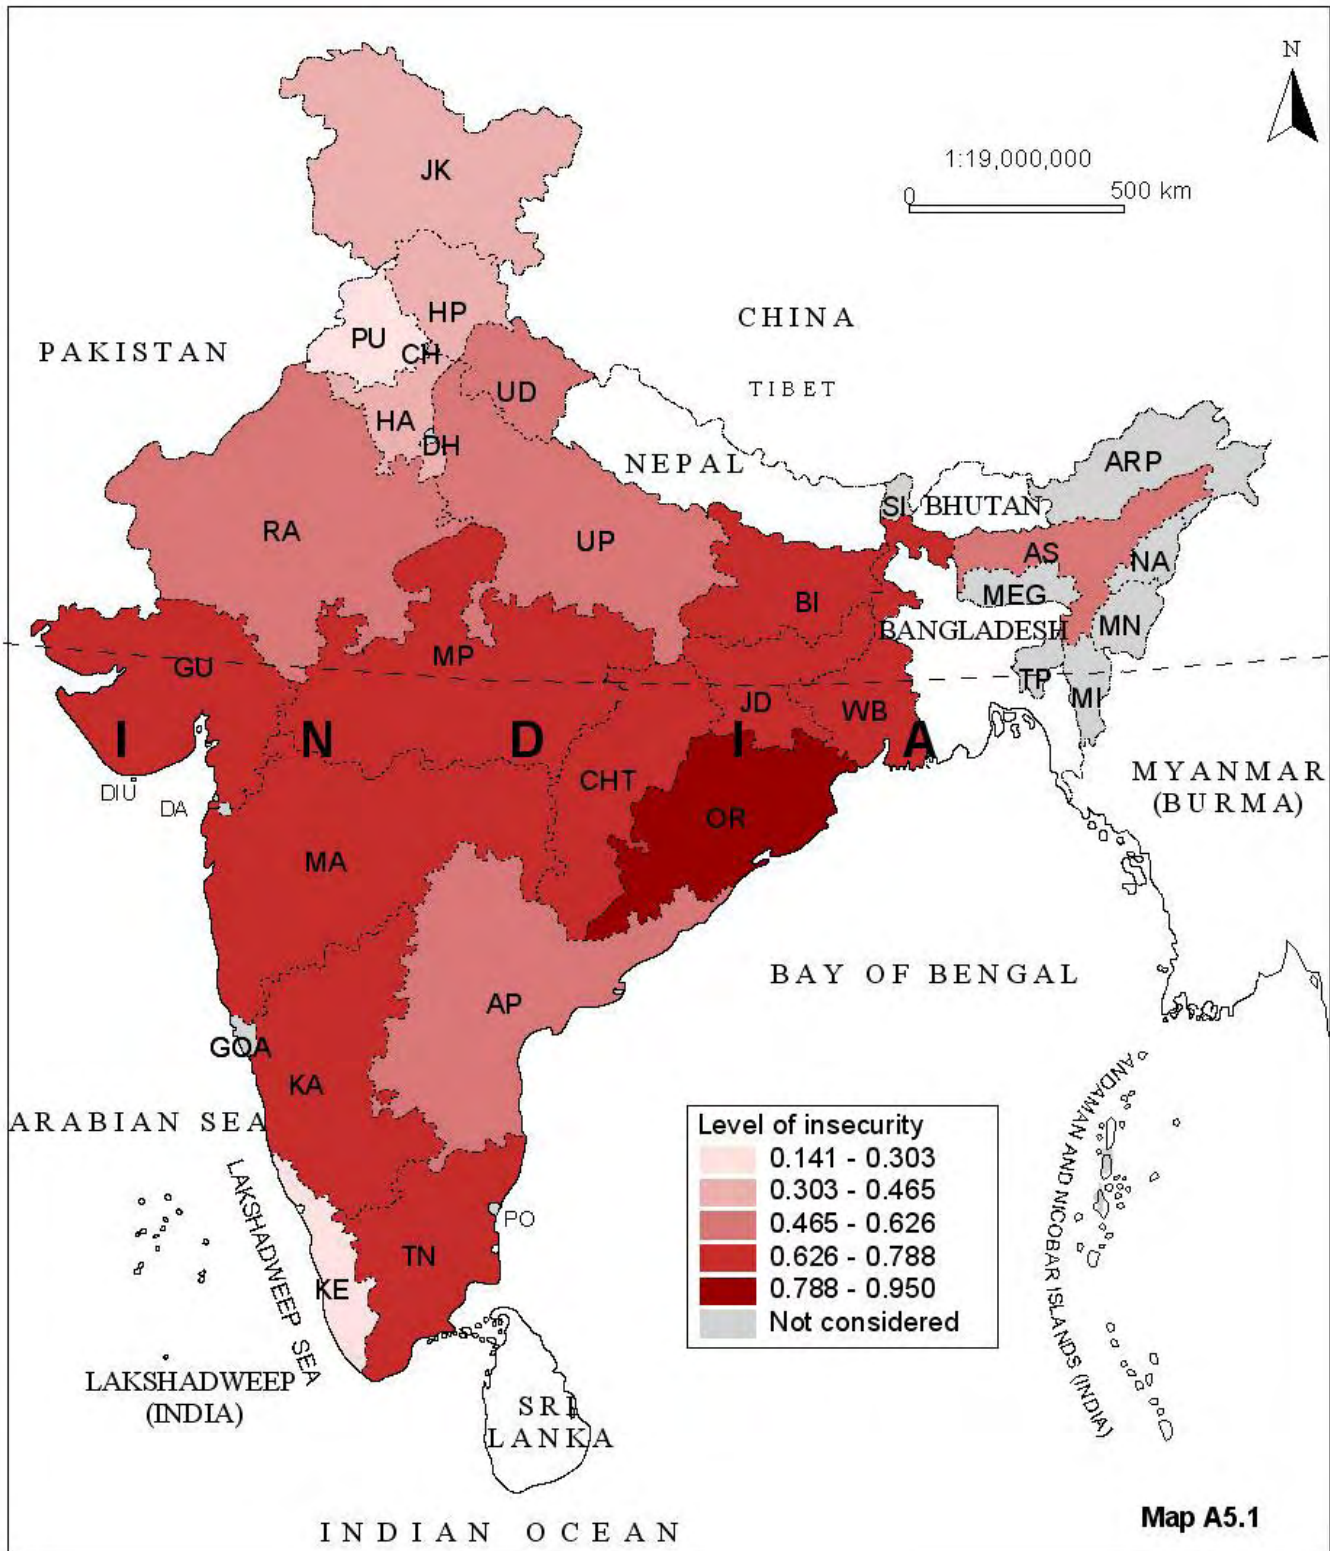 N
1:19,000,000
0
500 km
JK
HP
CHINA
PU
CH
PAKISTAN
TIBET
UD
HA
DH
NEPAL
ARP
SI
BHUTAN
RA
UP
AS
NA
MEG
BI
BANGLADESH
MN
MP
GU
TP
MI
JD
WB
I N D I A
CHT
MYANMAR
(BURMA)
DIU
DA
OR
MA
BAY OF BENGAL
AP
GOA
KA
ARABIAN SEA
ANDAMAN AND NICOBAR ISLANDS (INDIA)
Level of insecurity
0.141 - 0.303
0.303 - 0.465
0.465 - 0.626
0.626 - 0.788
0.788 - 0.950
Not considered
LAKSHADWEEP SEA
PO
TN
KE
LAKSHADWEEP
(INDIA)
SRI
LANKA
Map A5.1
INDIAN OCEAN